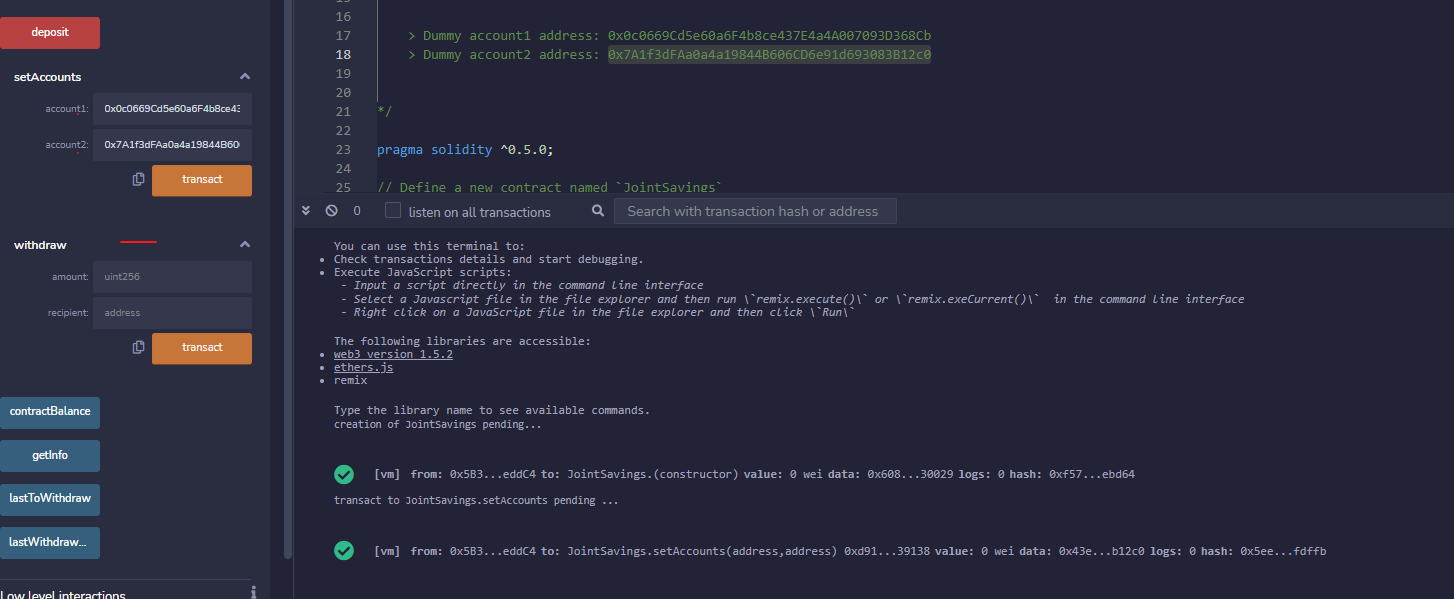 deposit
setAccounts
account1: 0x0c0669Cd5e60a6F4b8ce43
account2: 0x7A1f3dFAa0a4a19844B60
transact
withdraw
amount: uint256
recipient: address
transact
contractBalance
getInfo
lastToWithdraw
lastWithdraw...
Low level interactions
16
17 > Dummy account1 address: 0x0c0669Cd5e60a6F4b8ce437E4a4A007093D368Cb
18 > Dummy account2 address: 0x7A1f3dFAa0a4a19844B606CD6e91d693083B12c0
19
20
21 */
22
23 pragma solidity ^0.5.0;
24
25 // Define a new contract named `JointSavings`
0 listen on all transactions Search with transaction hash or address
You can use this terminal to:
• Check transactions details and start debugging.
• Execute JavaScript scripts:
- Input a script directly in the command line interface
- Select a Javascript file in the file explorer and then run \`remix.execute()\` or \`remix.exeCurrent()\` in the command line interface
- Right click on a JavaScript file in the file explorer and then click \`Run\`
The following libraries are accessible:
• web3 version 1.5.2
• ethers.js
• remix
Type the library name to see available commands.
creation of JointSavings pending...
[vm] from: 0x5B3...eddC4 to: JointSavings.(constructor) value: 0 wei data: 0x608...30029 logs: 0 hash: 0xf57...ebd64
transact to JointSavings.setAccounts pending ...
[vm] from: 0x5B3...eddC4 to: JointSavings.setAccounts(address,address) 0xd91...39138 value: 0 wei data: 0x43e...b12c0 logs: 0 hash: 0x5ee...fdffb